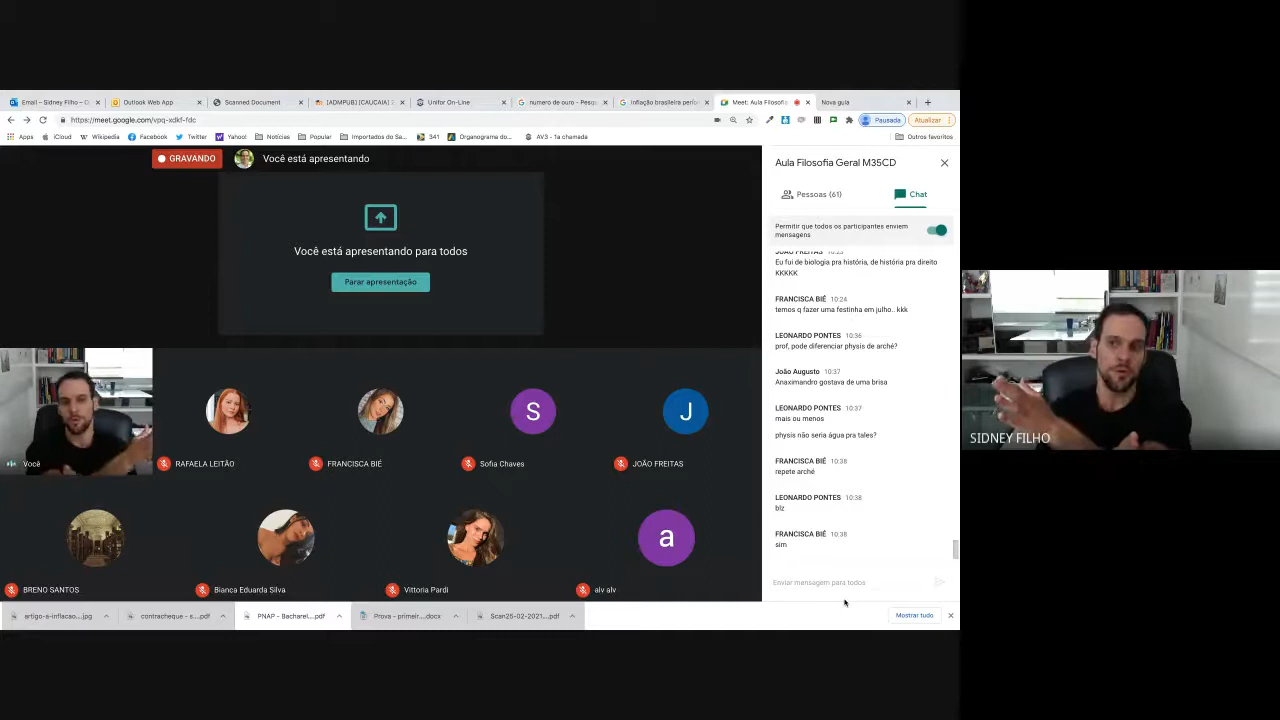 Email – Sidney Filho – O
Outlook Web App
Scanned Document
[ADMPUB] [CAUCAIA] ...
Unifor On-Line
numero de ouro - Pesqu
Inflação brasileira perío
Meet: Aula Filosofia
Nova guia
https://meet.google.com/vpq-xdkf-fdc
Pausada
Atualizar
Apps
iCloud
Wikipedia
Facebook
Twitter
Yahoo!
Notícias
Popular
Importados do Sa...
341
Organograma do...
AV3 - 1a chamada
Outros favoritos
GRAVANDO
Você está apresentando
Você está apresentando para todos
Parar apresentação
Você
RAFAELA LEITÃO
FRANCISCA BIÉ
S
Sofia Chaves
J
JOÃO FREITAS
BRENO SANTOS
Bianca Eduarda Silva
Vittoria Pardi
a
alv alv
Aula Filosofia Geral M35CD
Pessoas (61)
Chat
Permitir que todos os participantes enviem
mensagens
JOÃO FREITAS
Eu fui de biologia pra história, de história pra direito
KKKKK
FRANCISCA BIÉ 10:24
temos q fazer uma festinha em julho.. kkk
LEONARDO PONTES 10:36
prof, pode diferenciar physis de arché?
João Augusto 10:37
Anaximandro gostava de uma brisa
LEONARDO PONTES 10:37
mais ou menos
physis não seria água pra tales?
FRANCISCA BIÉ 10:38
repete arché
LEONARDO PONTES 10:38
blz
FRANCISCA BIÉ 10:38
sim
Enviar mensagem para todos
artigo-a-inflacao....jpg
contracheque - s....pdf
PNAP - Bacharel....pdf
Prova - primeir....docx
Scan25-02-2021....pdf
Mostrar tudo
SIDNEY FILHO